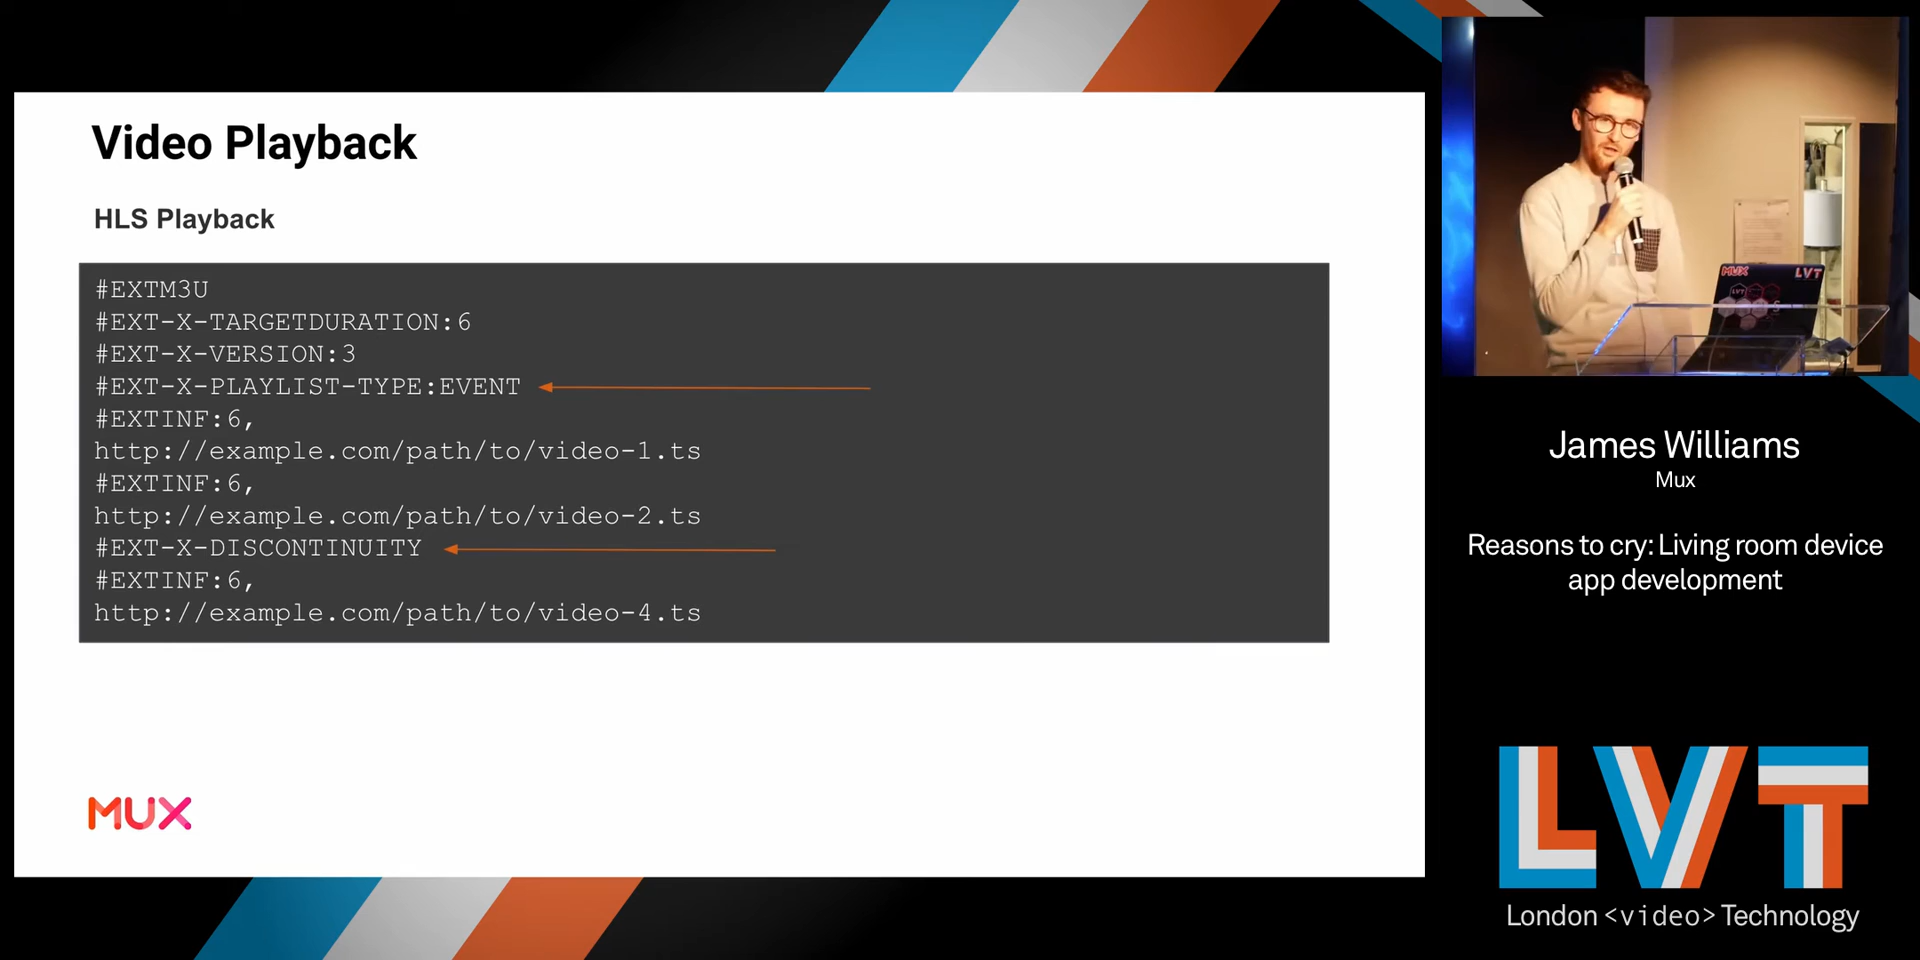 Video Playback
HLS Playback
#EXTM3U
#EXT-X-TARGETDURATION:6
#EXT-X-VERSION:3
#EXT-X-PLAYLIST-TYPE:EVENT
#EXTINF:6,
http://example.com/path/to/video-1.ts
#EXTINF:6,
http://example.com/path/to/video-2.ts
#EXT-X-DISCONTINUITY
#EXTINF:6,
http://example.com/path/to/video-4.ts
MUX
MUX
LVT
James Williams
Mux
Reasons to cry: Living room device
app development
LVT
London <video> Technology